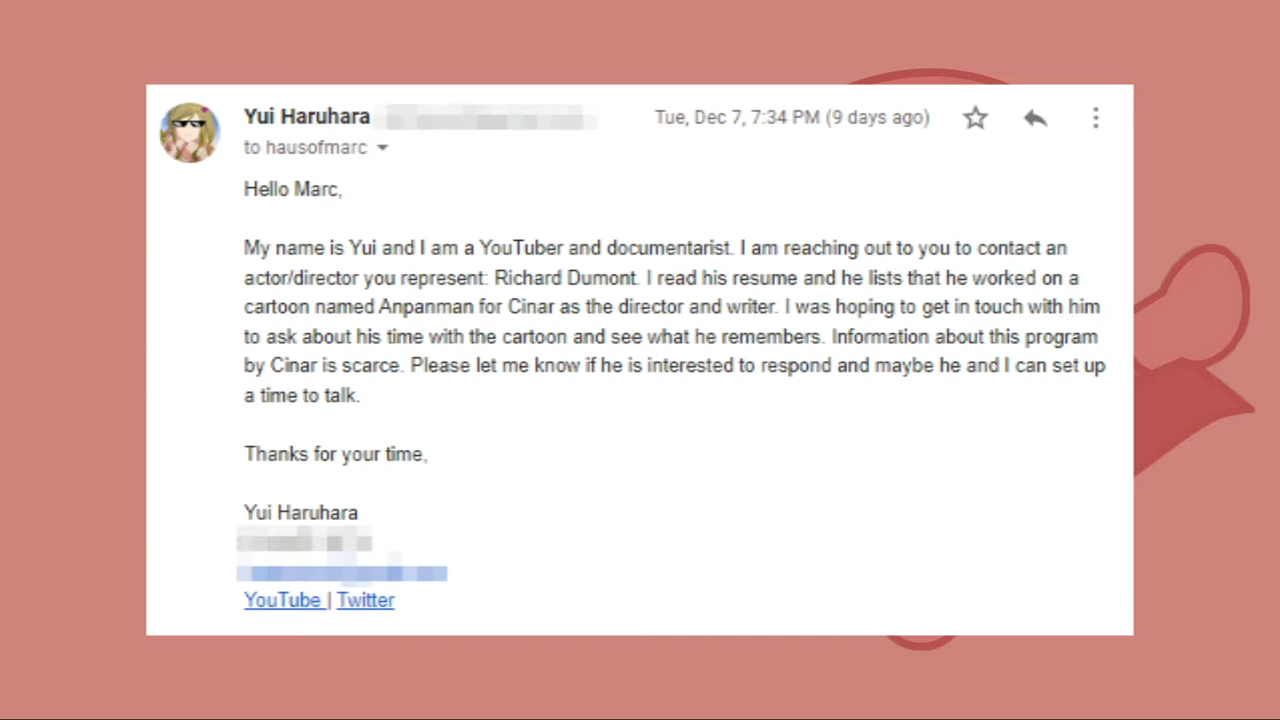 Yui Haruhara
Tue, Dec 7, 7:34 PM (9 days ago)
to hausofmarc
Hello Marc,
My name is Yui and I am a YouTuber and documentarist. I am reaching out to you to contact an
actor/director you represent: Richard Dumont. I read his resume and he lists that he worked on a
cartoon named Anpanman for Cinar as the director and writer. I was hoping to get in touch with him
to ask about his time with the cartoon and see what he remembers. Information about this program
by Cinar is scarce. Please let me know if he is interested to respond and maybe he and I can set up
a time to talk.
Thanks for your time,
Yui Haruhara
YouTube | Twitter